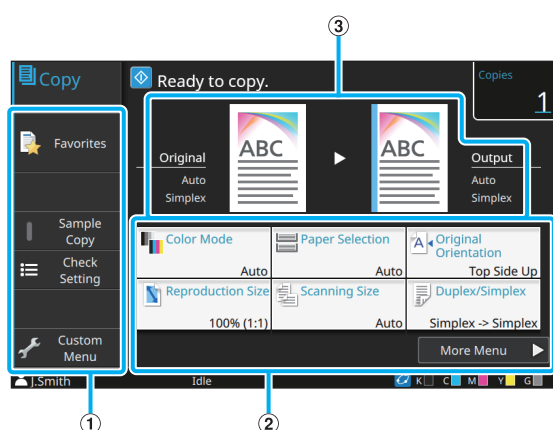 ③
Copy
Ready to copy.
Copies
1
Favorites
Sample
Copy
Check
Setting
Custom
Menu
Original
Auto
Simplex
ABC
ABC
Output
Auto
Simplex
Color Mode
Auto
Paper Selection
Auto
A
Original
Orientation
Top Side Up
Reproduction Size
100% (1:1)
Scanning Size
Auto
Duplex/Simplex
Simplex -> Simplex
More Menu
J.Smith
Idle
K C M Y G
①
②